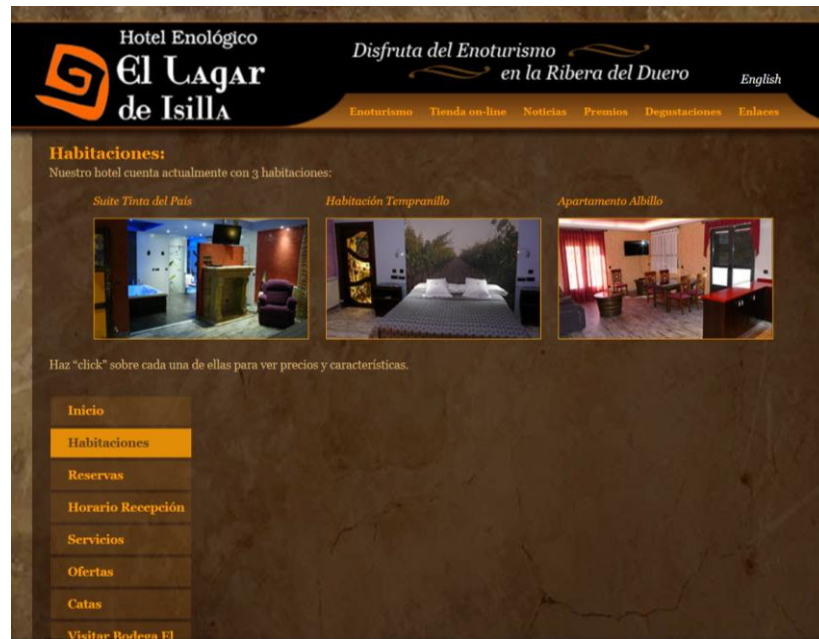 Hotel Enológico
El Lagar
de Isilla
Disfruta del Enoturismo
en la Ribera del Duero
English
Enoturismo Tienda on-line Noticias Premios Degustaciones Enlaces
Habitaciones:
Nuestro hotel cuenta actualmente con 3 habitaciones:
Suite Tinta del País Habitación Tempranillo Apartamento Albillo
Haz “click” sobre cada una de ellas para ver precios y características.
Inicio
Habitaciones
Reservas
Horario Recepción
Servicios
Ofertas
Catas
Visitar Bodega El